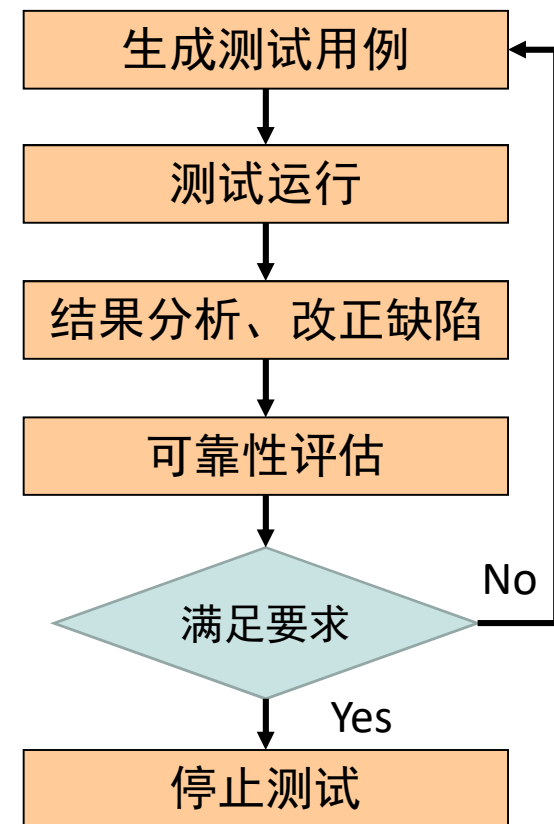 生成测试用例
测试运行
结果分析、改正缺陷
可靠性评估
满足要求
No
Yes
停止测试